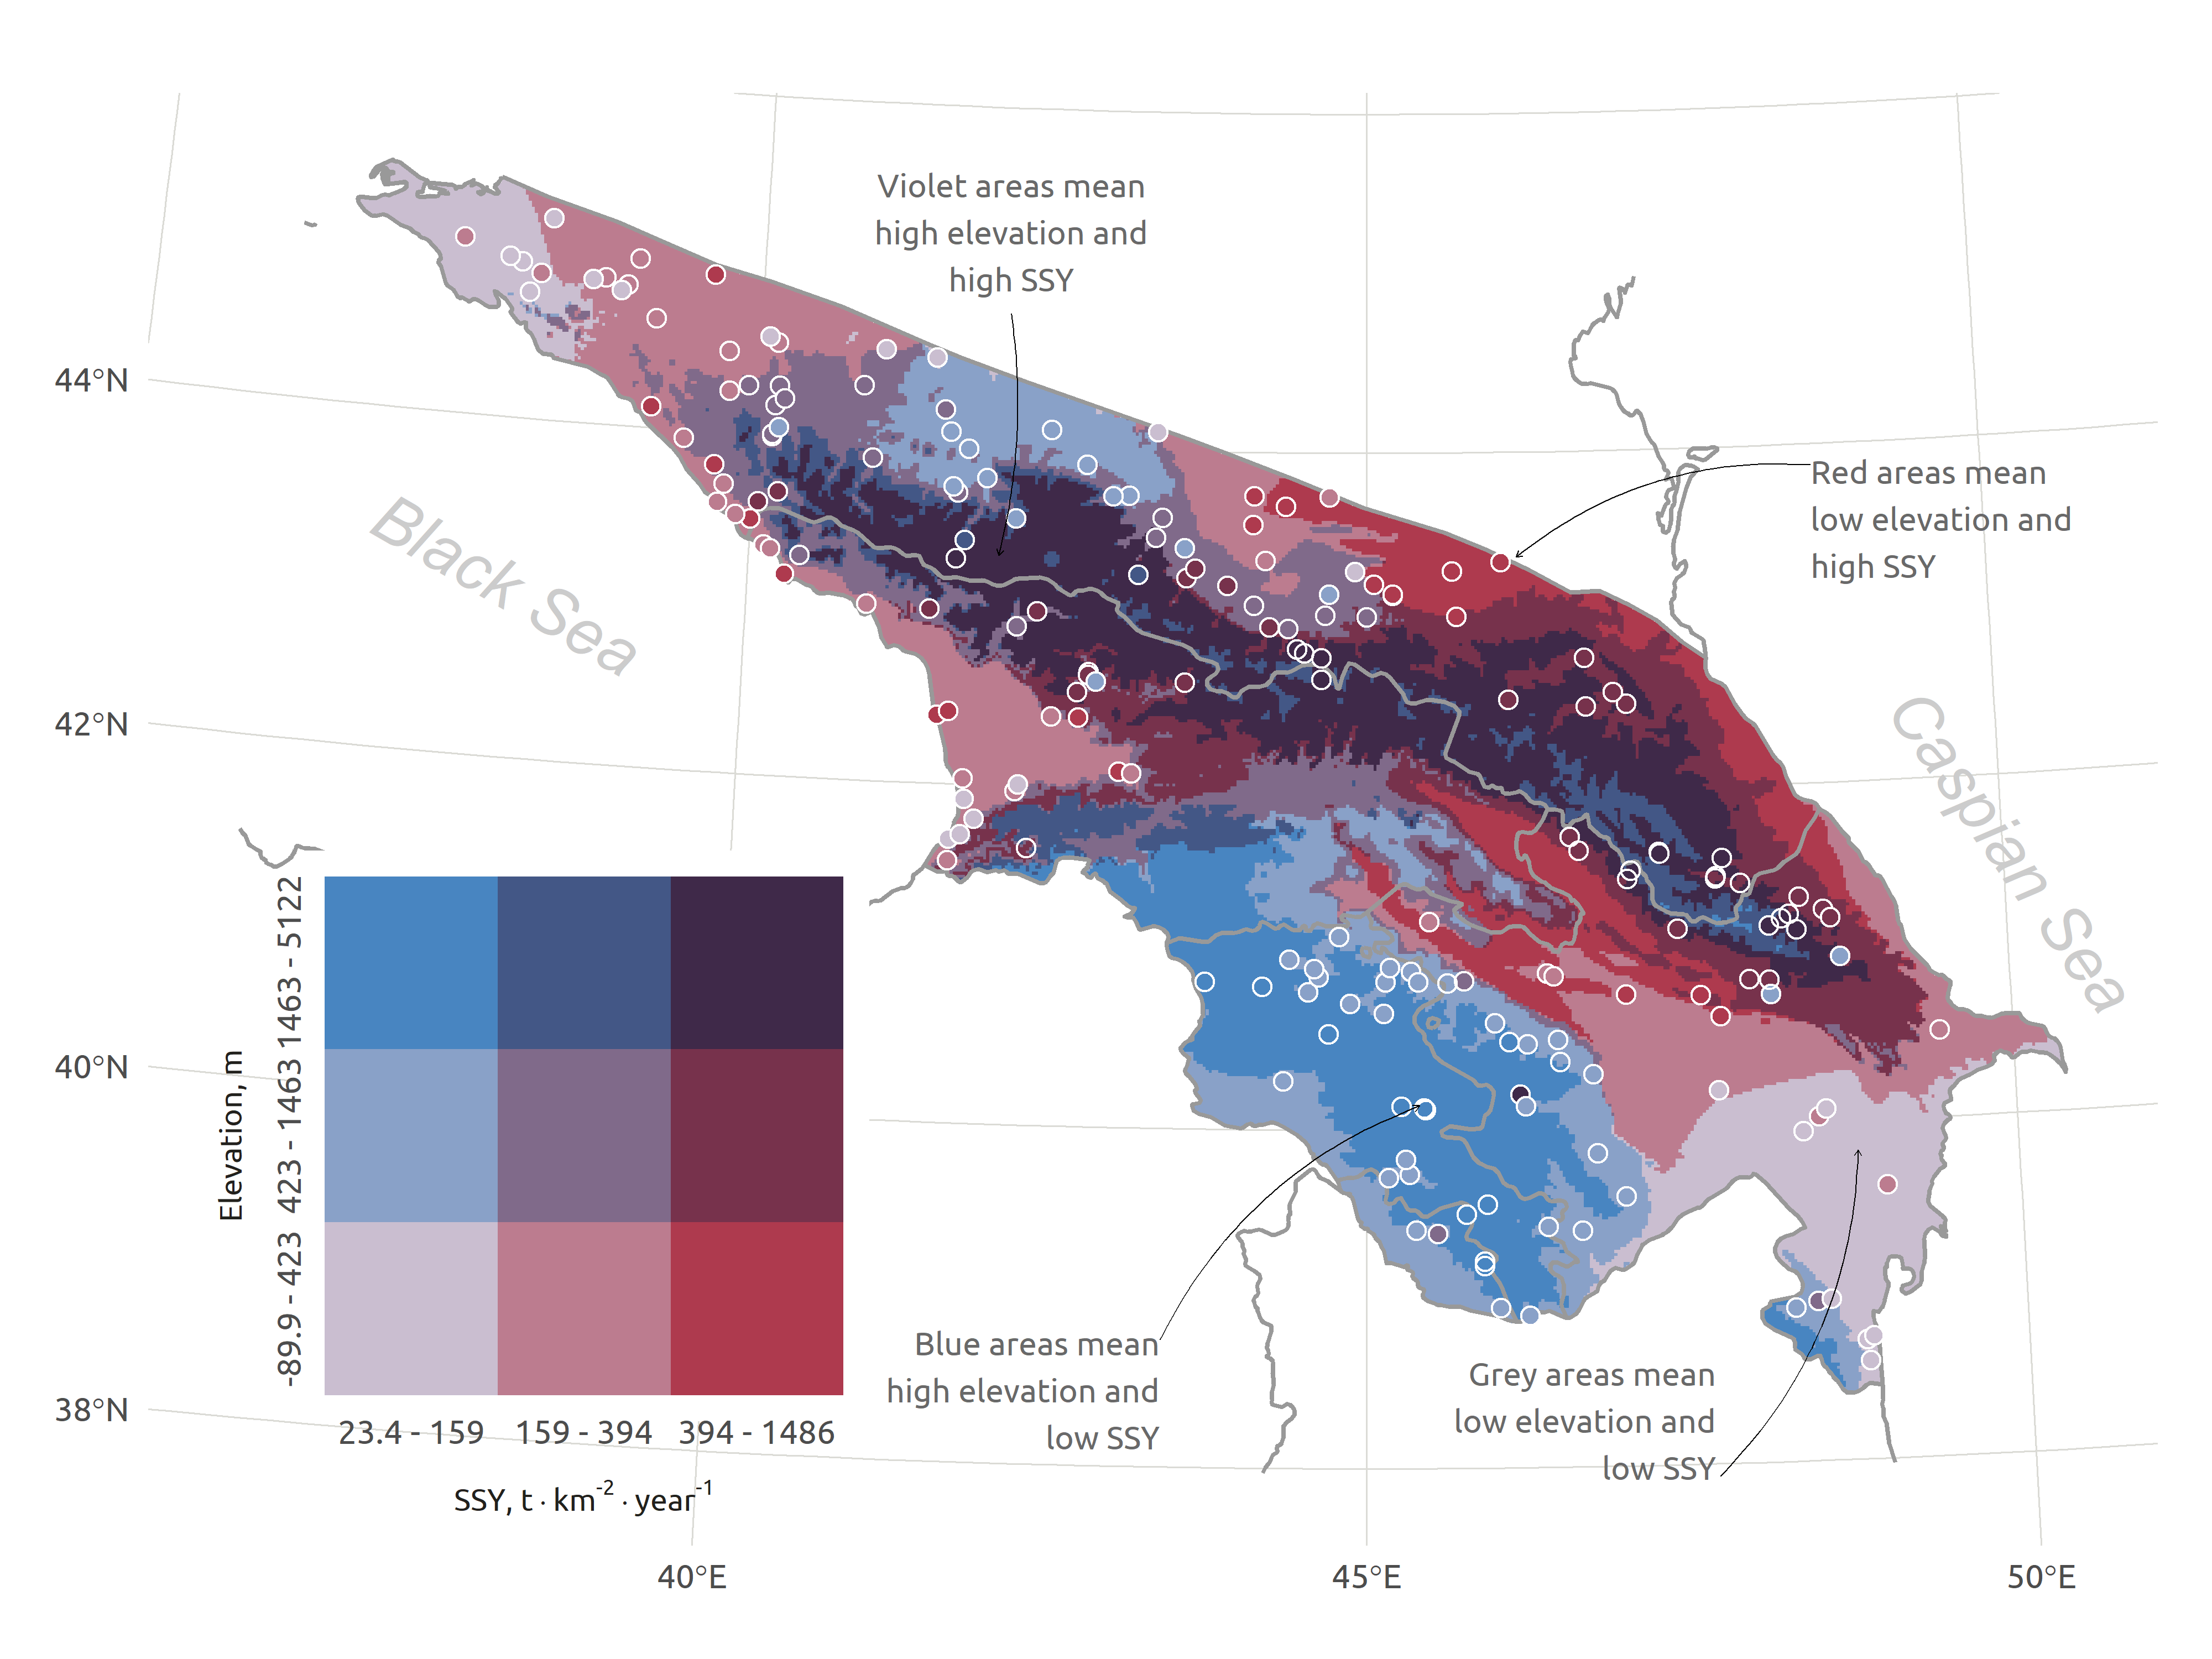 Violet areas mean
high elevation and
high SSY
44°N
Red areas mean
low elevation and
high SSY
Black Sea
42°N
Caspian Sea
40°N
38°N
Elevation, m
1463 - 5122
423 - 1463
-89.9 - 423
23.4 - 159
159 - 394
394 - 1486
SSY, t · km⁻² · year⁻¹
Blue areas mean
high elevation and
low SSY
Grey areas mean
low elevation and
low SSY
40°E
45°E
50°E